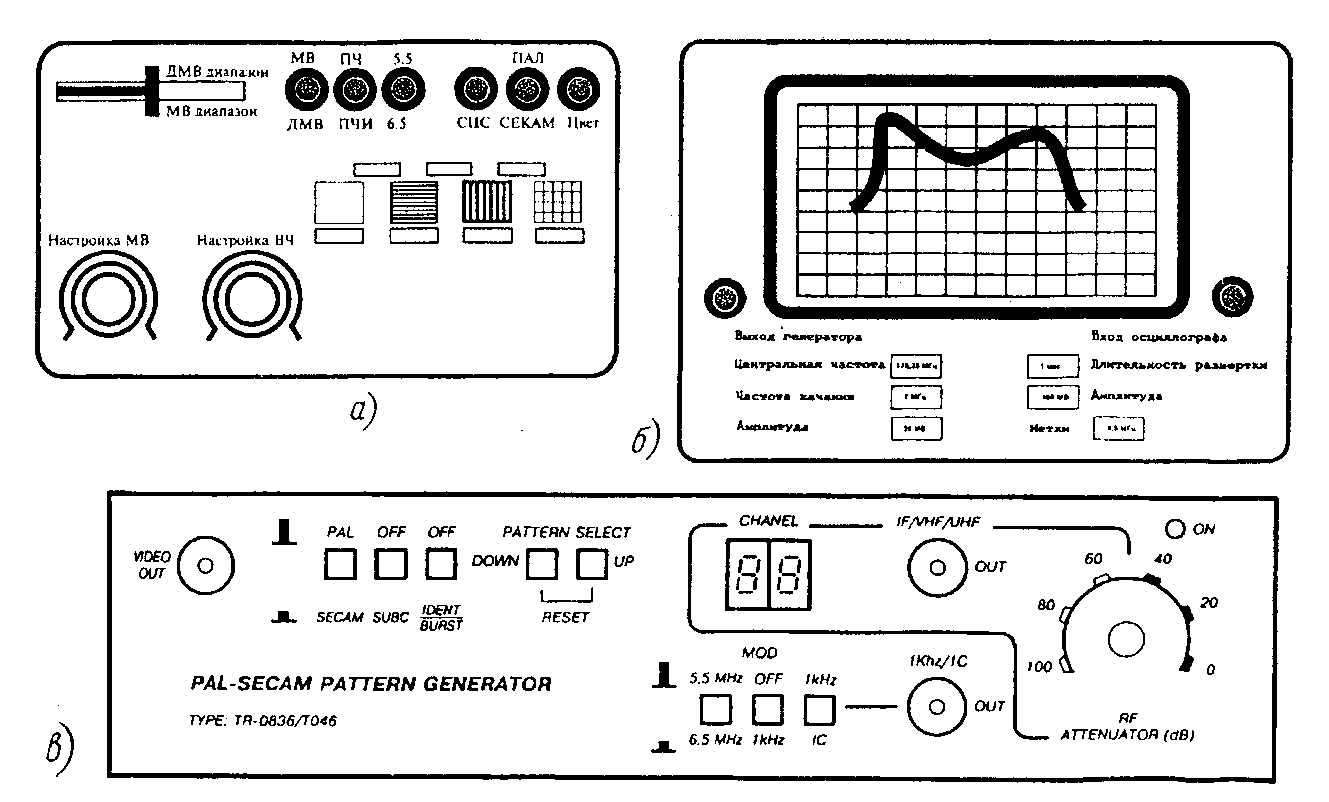 МВ ПЧ 5.5 ПАЛ
ДМВ диапазон
МВ диапазон
ДМВ ПЧИ 6.5 СЦС СЕКАМ Цвет
Настройка МВ Настройка НЧ
а)
Выход генератора Вход осциллографа
Центральная частота Длительность развертки
Частота качания 7 МГц Амплитуда
Амплитуда Метки
б)
CHANEL IF/VHF/UHF ON
PAL OFF OFF PATTERN SELECT
VIDEO OUT
DOWN UP
88
OUT
60 40
80 20
100 0
SECAM SUBC IDENT BURST RESET
MOD
5.5 MHz OFF 1kHz
1Khz/1C
OUT
6.5 MHz 1kHz 1C
RF
ATTENUATOR (dB)
PAL-SECAM PATTERN GENERATOR
TYPE: TR-0836/T046
в)